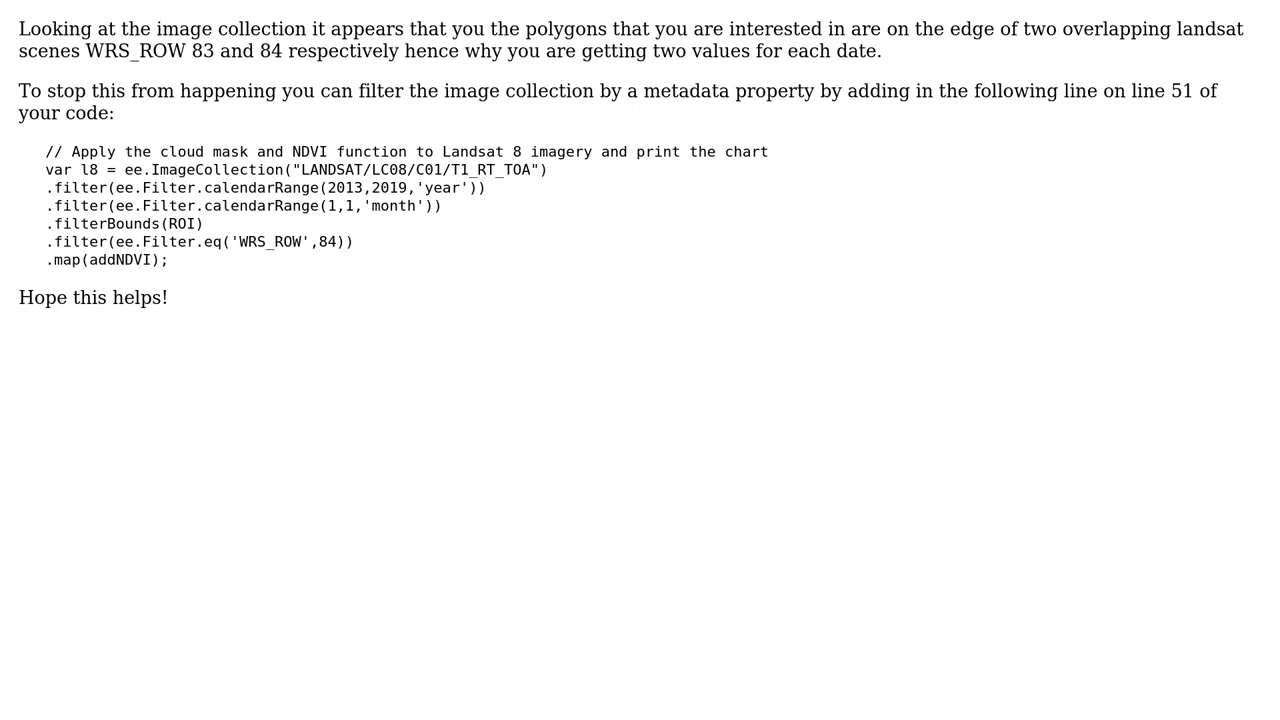 Looking at the image collection it appears that you the polygons that you are interested in are on the edge of two overlapping landsat
scenes WRS_ROW 83 and 84 respectively hence why you are getting two values for each date.
To stop this from happening you can filter the image collection by a metadata property by adding in the following line on line 51 of
your code:
// Apply the cloud mask and NDVI function to Landsat 8 imagery and print the chart
var l8 = ee.ImageCollection("LANDSAT/LC08/C01/T1_RT_TOA")
.filter(ee.Filter.calendarRange(2013,2019,'year'))
.filter(ee.Filter.calendarRange(1,1,'month'))
.filterBounds(ROI)
.filter(ee.Filter.eq('WRS_ROW',84))
.map(addNDVI);
Hope this helps!